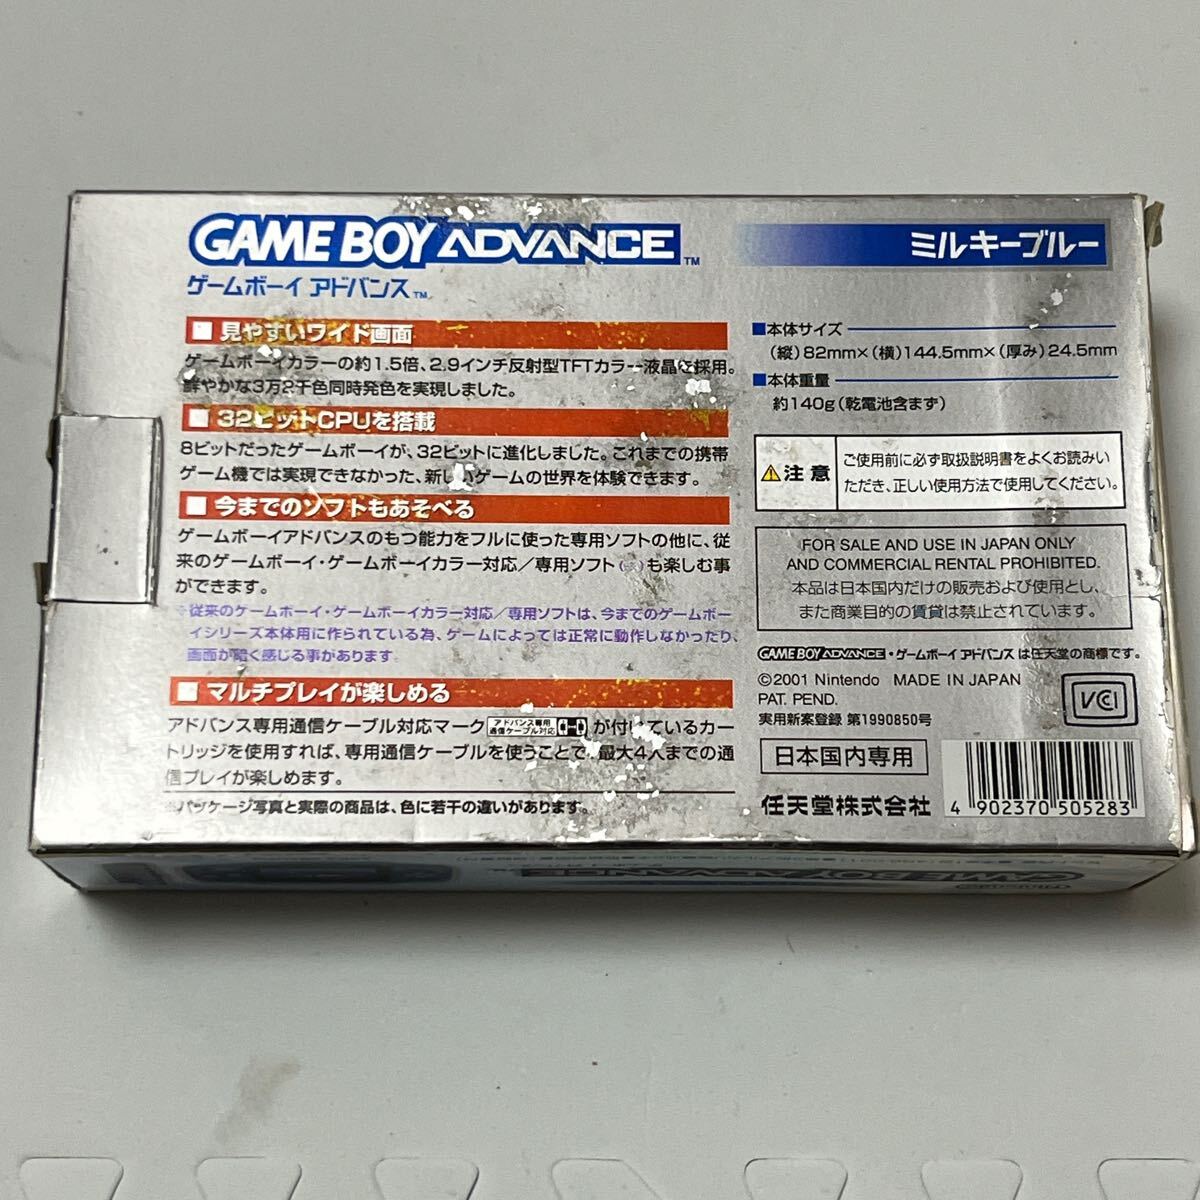 GAME BOY ADVANCE™
ミルキーブルー
ゲームボーイ アドバンス™
見やすいワイド画面
ゲームボーイカラーの約1.5倍、2.9インチ反射型TFTカラー液晶を採用。
鮮やかな3万2千色同時発色を実現しました。
32ビットCPUを搭載
8ビットだったゲームボーイが、32ビットに進化しました。これまでの携帯
ゲーム機では実現できなかった、新しいゲームの世界を体験できます。
今までのソフトもあそべる
ゲームボーイアドバンスのもつ能力をフルに使った専用ソフトの他に、従
来のゲームボーイ・ゲームボーイカラー対応／専用ソフト(※)も楽しむ事
ができます。
※従来のゲームボーイ・ゲームボーイカラー対応／専用ソフトは、今までのゲームボー
イシリーズ本体用に作られている為、ゲームによっては正常に動作しなかったり、
画面が暗く感じる事があります。
マルチプレイが楽しめる
アドバンス専用通信ケーブル対応マーク アドバンス専用 通信ケーブル対応 が付いているカー
トリッジを使用すれば、専用通信ケーブルを使うことで、最大4人までの通
信プレイが楽しめます。
※パッケージ写真と実際の商品は、色に若干の違いがあります。
■本体サイズ
(縦)82mm×(横)144.5mm×(厚み)24.5mm
■本体重量
約140g(乾電池含まず)
注意
ご使用前に必ず取扱説明書をよくお読みい
ただき、正しい使用方法で使用してください。
FOR SALE AND USE IN JAPAN ONLY
AND COMMERCIAL RENTAL PROHIBITED.
本品は日本国内だけの販売および使用とし、
また商業目的の賃貸は禁止されています。
GAME BOY ADVANCE・ゲームボーイ アドバンス は任天堂の商標です。
©2001 Nintendo MADE IN JAPAN
PAT. PEND.
実用新案登録 第1990850号
VCI
日本国内専用
任天堂株式会社
4 902370 505283
GAME BOY ADVANCE
Nintendo